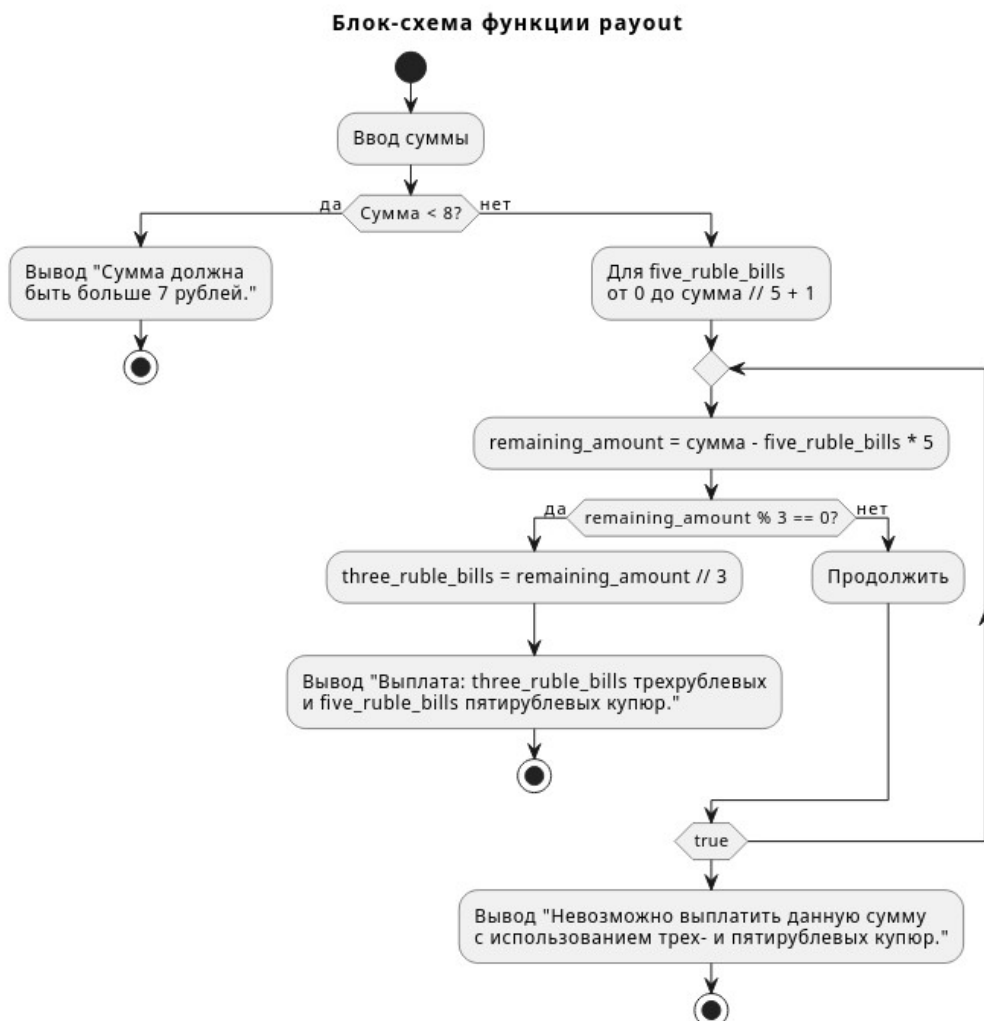 Блок-схема функции payout
Ввод суммы
да
Сумма < 8?
нет
Вывод "Сумма должна
быть больше 7 рублей."
Для five_ruble_bills
от 0 до сумма // 5 + 1
remaining_amount = сумма - five_ruble_bills * 5
да
remaining_amount % 3 == 0?
нет
three_ruble_bills = remaining_amount // 3
Продолжить
Вывод "Выплата: three_ruble_bills трехрублевых
и five_ruble_bills пятирублевых купюр."
true
Вывод "Невозможно выплатить данную сумму
с использованием трех- и пятирублевых купюр."